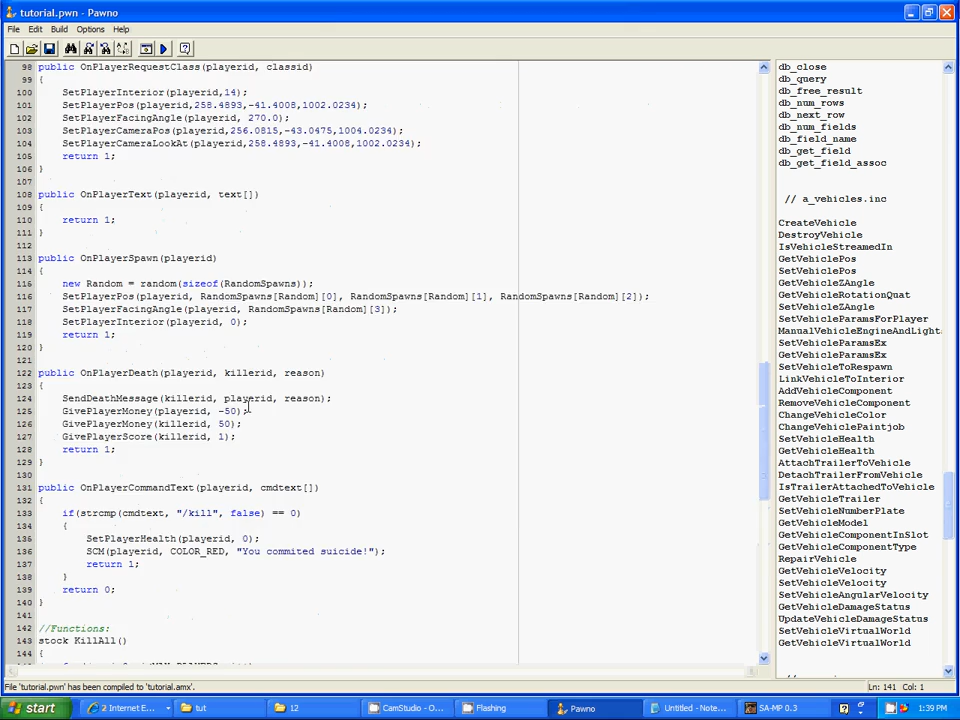 tutorial.pwn - Pawno
File Edit Build Options Help
98 public OnPlayerRequestClass(playerid, classid)
99 {
100 SetPlayerInterior(playerid,14);
101 SetPlayerPos(playerid,258.4893,-41.4008,1002.0234);
102 SetPlayerFacingAngle(playerid, 270.0);
103 SetPlayerCameraPos(playerid,256.0815,-43.0475,1004.0234);
104 SetPlayerCameraLookAt(playerid,258.4893,-41.4008,1002.0234);
105 return 1;
106 }
107
108 public OnPlayerText(playerid, text[])
109 {
110 return 1;
111 }
112
113 public OnPlayerSpawn(playerid)
114 {
115 new Random = random(sizeof(RandomSpawns));
116 SetPlayerPos(playerid, RandomSpawns[Random][0], RandomSpawns[Random][1], RandomSpawns[Random][2]);
117 SetPlayerFacingAngle(playerid, RandomSpawns[Random][3]);
118 SetPlayerInterior(playerid, 0);
119 return 1;
120 }
121
122 public OnPlayerDeath(playerid, killerid, reason)
123 {
124 SendDeathMessage(killerid, playerid, reason);
125 GivePlayerMoney(playerid, -50);
126 GivePlayerMoney(killerid, 50);
127 GivePlayerScore(killerid, 1);
128 return 1;
129 }
130
131 public OnPlayerCommandText(playerid, cmdtext[])
132 {
133 if(strcmp(cmdtext, "/kill", false) == 0)
134 {
135 SetPlayerHealth(playerid, 0);
136 SCM(playerid, COLOR_RED, "You commited suicide!");
137 return 1;
138 }
139 return 0;
140 }
141
142 //Functions:
143 stock KillAll()
144 {
db_close
db_query
db_free_result
db_num_rows
db_next_row
db_num_fields
db_field_name
db_get_field
db_get_field_assoc
// a_vehicles.inc
CreateVehicle
DestroyVehicle
IsVehicleStreamedIn
GetVehiclePos
SetVehiclePos
GetVehicleZAngle
GetVehicleRotationQuat
SetVehicleZAngle
SetVehicleParamsForPlayer
ManualVehicleEngineAndLight
SetVehicleParamsEx
GetVehicleParamsEx
SetVehicleToRespawn
LinkVehicleToInterior
AddVehicleComponent
RemoveVehicleComponent
ChangeVehicleColor
ChangeVehiclePaintjob
SetVehicleHealth
GetVehicleHealth
AttachTrailerToVehicle
DetachTrailerFromVehicle
IsTrailerAttachedToVehicle
GetVehicleTrailer
SetVehicleNumberPlate
GetVehicleModel
GetVehicleComponentInSlot
GetVehicleComponentType
RepairVehicle
GetVehicleVelocity
SetVehicleVelocity
SetVehicleAngularVelocity
GetVehicleDamageStatus
UpdateVehicleDamageStatus
SetVehicleVirtualWorld
GetVehicleVirtualWorld
File 'tutorial.pwn' has been compiled to 'tutorial.amx'.
Ln: 141 Col: 1
start 2 Internet E... tut 12 CamStudio - O... Flashing Pawno Untitled - Note... SA-MP 0.3 1:39 PM